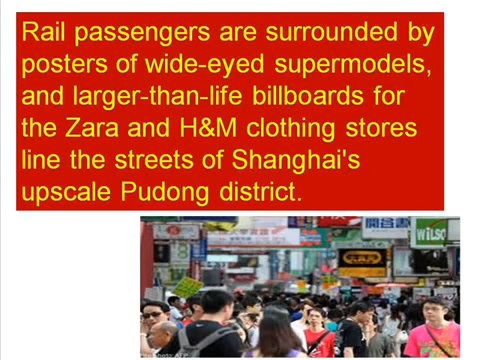 Rail passengers are surrounded by
posters of wide-eyed supermodels,
and larger-than-life billboards for
the Zara and H&M clothing stores
line the streets of Shanghai's
upscale Pudong district.
WILSO